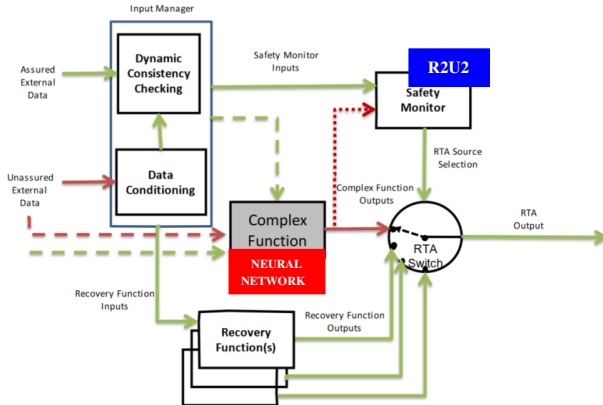 Input Manager
Dynamic
Consistency
Checking
Assured
External
Data
Safety Monitor
Inputs
R2U2
Safety
Monitor
Data
Conditioning
Unassured
External
Data
RTA Source
Selection
Complex Function
Outputs
Complex
Function
NEURAL
NETWORK
RTA
Output
RTA
Switch
Recovery Function
Inputs
Recovery Function
Outputs
Recovery
Function(s)